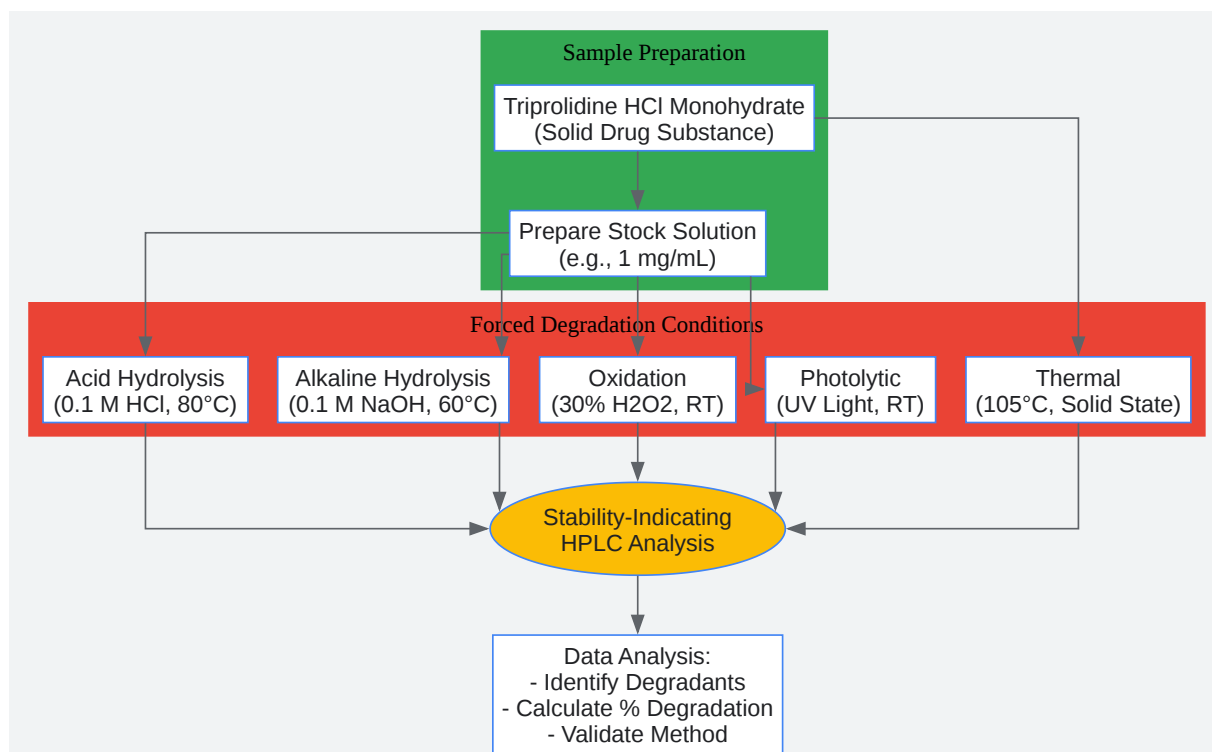 Sample Preparation
Triprolidine HCl Monohydrate
(Solid Drug Substance)
Prepare Stock Solution
(e.g., 1 mg/mL)
Forced Degradation Conditions
Acid Hydrolysis
(0.1 M HCl, 80°C)
Alkaline Hydrolysis
(0.1 M NaOH, 60°C)
Oxidation
(30% H2O2, RT)
Photolytic
(UV Light, RT)
Thermal
(105°C, Solid State)
Stability-Indicating
HPLC Analysis
Data Analysis:
- Identify Degradants
- Calculate % Degradation
- Validate Method